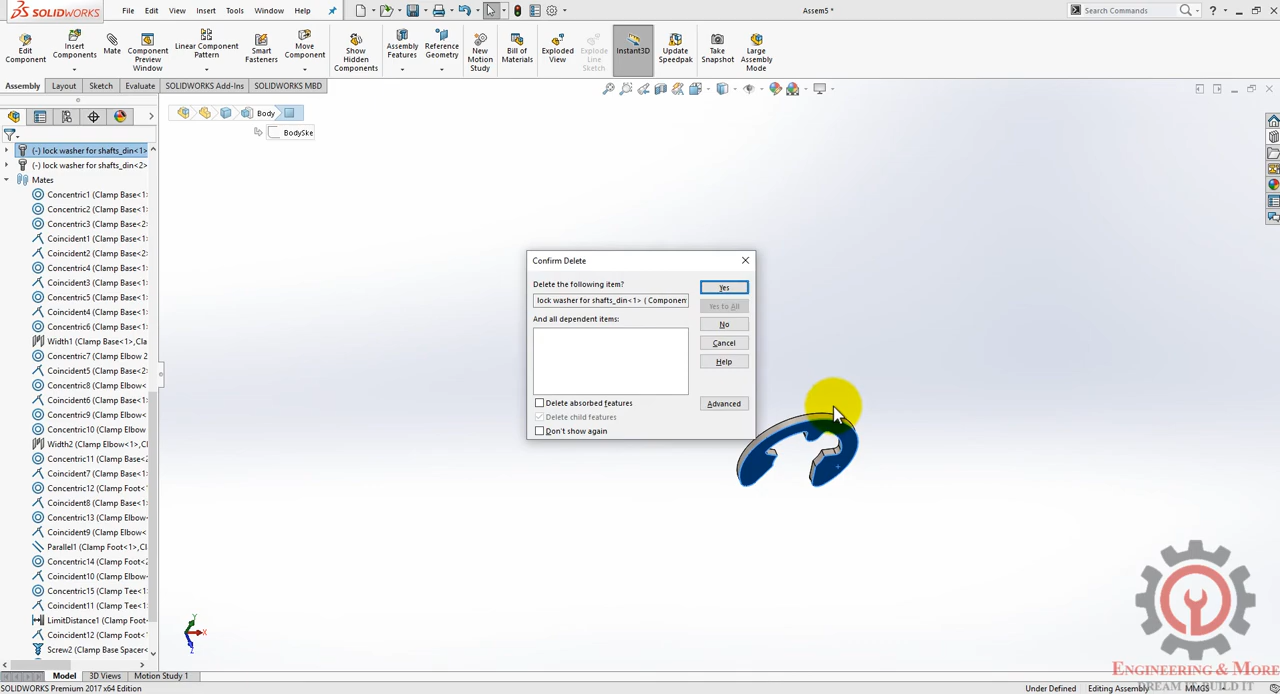 SOLIDWORKS File Edit View Insert Tools Window Help Assem5 * Search Commands ?
Edit Component Insert Components Mate Component Preview Window Linear Component Pattern Smart Fasteners Move Component Show Hidden Components Assembly Features Reference Geometry New Motion Study Bill of Materials Exploded View Explode Line Sketch Instant3D Update Speedpak Take Snapshot Large Assembly Mode
Assembly Layout Sketch Evaluate SOLIDWORKS Add-Ins SOLIDWORKS MBD
Body
BodySke
(-) lock washer for shafts_din<1>
(-) lock washer for shafts_din<2>
Mates
Concentric1 (Clamp Base<1>
Concentric2 (Clamp Base<1>
Concentric3 (Clamp Base<2>
Coincident1 (Clamp Base<1>
Coincident2 (Clamp Base<2>
Concentric4 (Clamp Base<1>
Coincident3 (Clamp Base<1>
Concentric5 (Clamp Base<1>
Coincident4 (Clamp Base<1>
Concentric6 (Clamp Base<1>
Width1 (Clamp Base<1>,Cl
Concentric7 (Clamp Elbow 2
Coincident5 (Clamp Base<2>
Concentric8 (Clamp Elbow<
Concentric9 (Clamp Elbow<
Coincident6 (Clamp Base<1>
Concentric10 (Clamp Elbow
Width2 (Clamp Elbow<1>,C
Concentric11 (Clamp Elbow
Coincident7 (Clamp Base<1>
Concentric12 (Clamp Foot<
Coincident8 (Clamp Base<1>
Concentric13 (Clamp Elbow
Coincident9 (Clamp Elbow<
Parallel1 (Clamp Foot<1>,Cl
Concentric14 (Clamp Foot<2
Coincident10 (Clamp Elbow
Concentric15 (Clamp Tee<1>
Coincident11 (Clamp Foot<
LimitDistance1 (Clamp Foot
Coincident12 (Clamp Foot<
Screw2 (Clamp Base Spacer<
Confirm Delete
Delete the following item?
lock washer for shafts_din<1> ( Componen
And all dependent items:
Yes
Yes to All
No
Cancel
Help
Advanced
Delete absorbed features
Delete child features
Don't show again
Y
X
Z
Model 3D Views Motion Study 1
SOLIDWORKS Premium 2017 x64 Edition Under Defined Editing Assembly MMGS
ENGINEERING & MORE
DREAM IT, BUILD IT